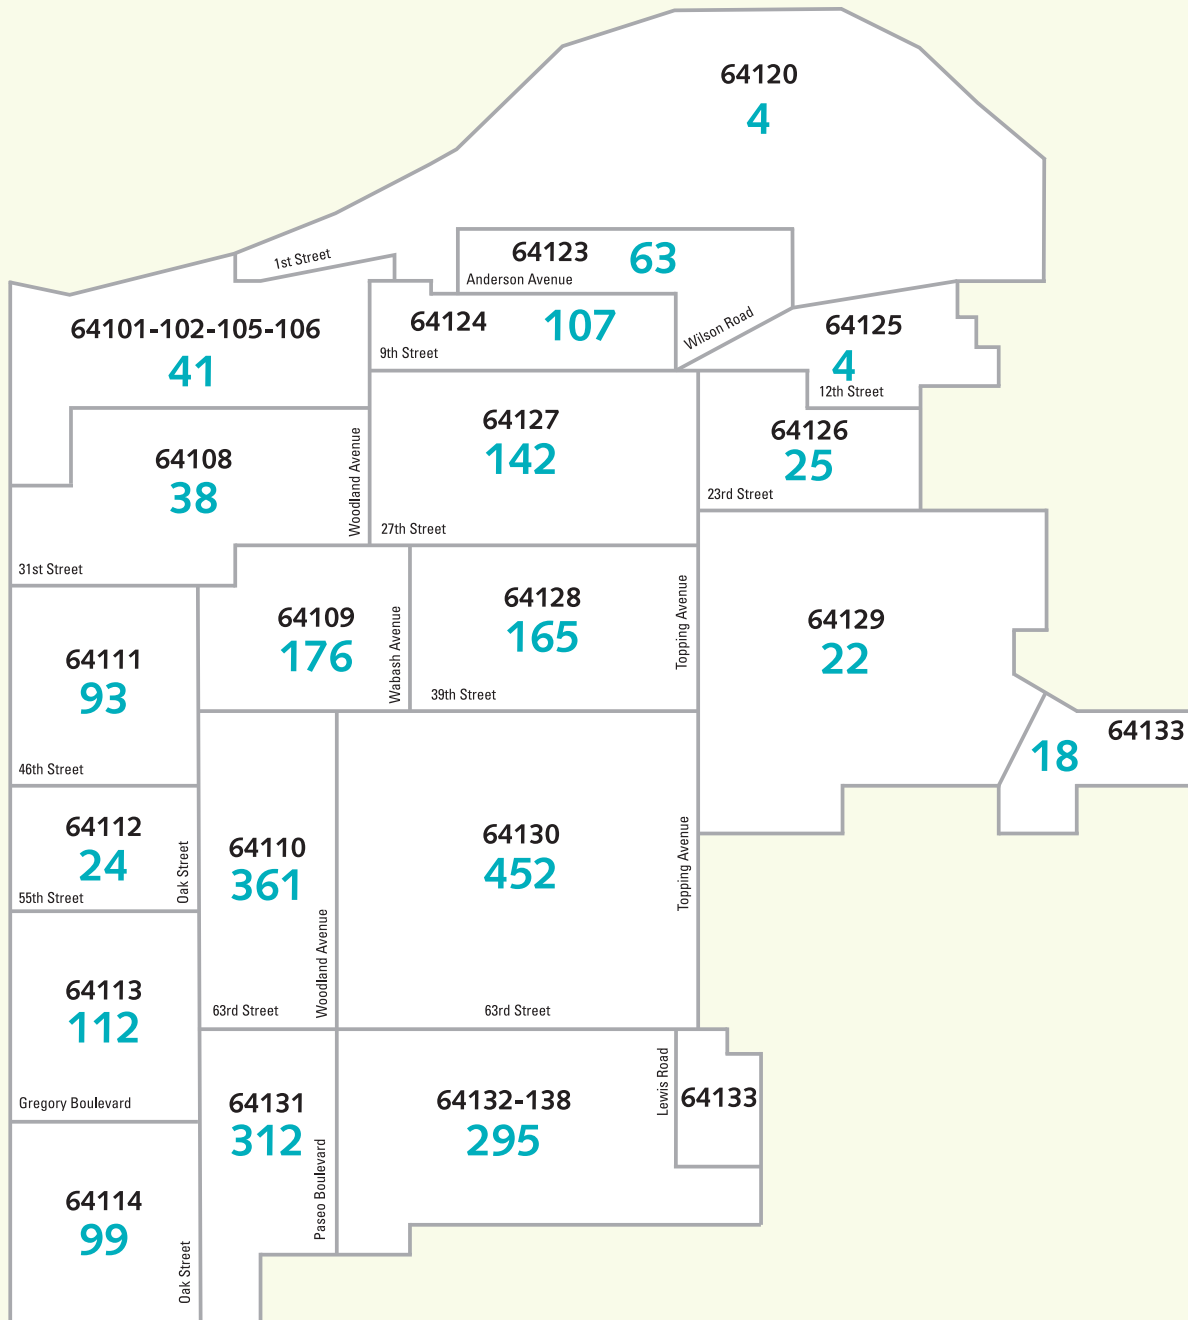 64120
4
1st Street
64123
63
Anderson Avenue
64124
107
9th Street
Wilson Road
64125
4
12th Street
64101-102-105-106
41
64127
142
27th Street
64126
25
23rd Street
64108
38
Woodland Avenue
31st Street
64109
176
Wabash Avenue
64128
165
39th Street
Topping Avenue
64129
22
64133
18
64111
93
46th Street
64112
24
55th Street
Oak Street
64110
361
63rd Street
Woodland Avenue
64130
452
63rd Street
Topping Avenue
64113
112
Gregory Boulevard
64131
312
Paseo Boulevard
64132-138
295
Lewis Road
64133
64114
99
Oak Street